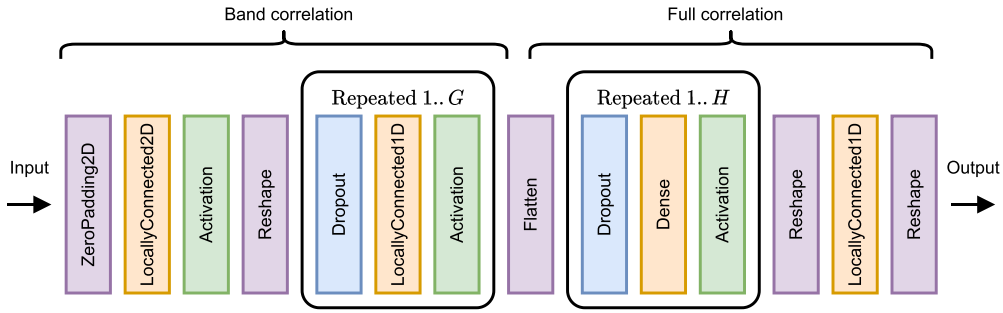 Band correlation
Full correlation
Repeated 1..G
Repeated 1..H
Input
ZeroPadding2D
LocallyConnected2D
Activation
Reshape
Dropout
LocallyConnected1D
Activation
Flatten
Dropout
Dense
Activation
Reshape
LocallyConnected1D
Reshape
Output